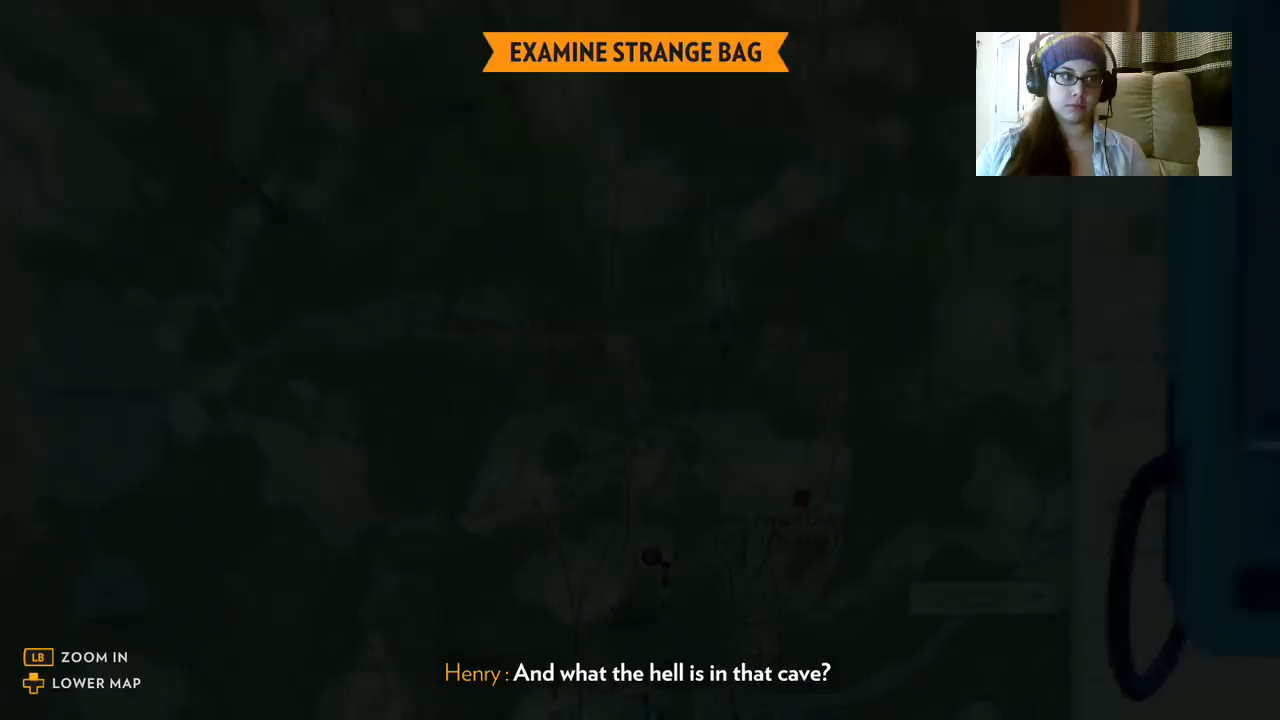 EXAMINE STRANGE BAG
LB ZOOM IN
LOWER MAP
Henry : And what the hell is in that cave?